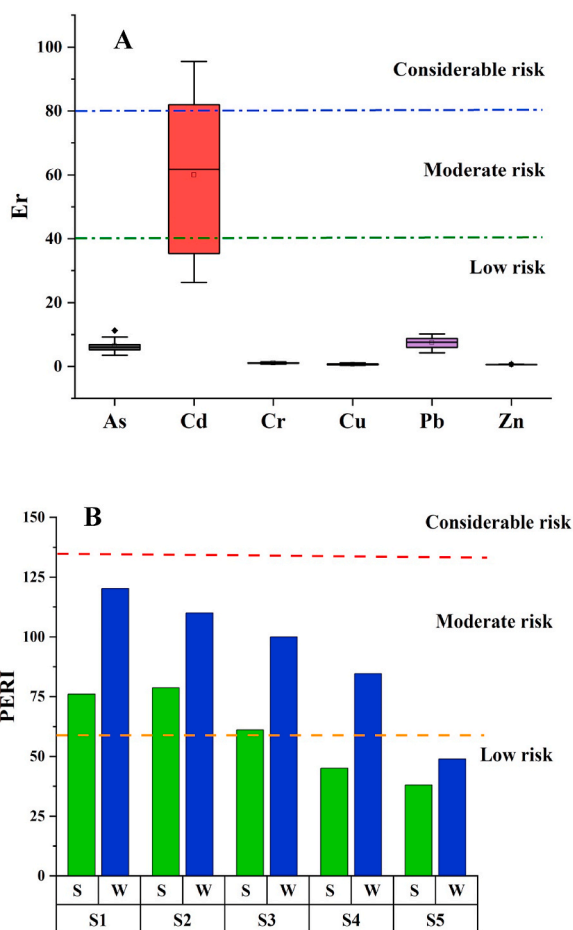 A
100
80
60
40
20
0
Er
Considerable risk
Moderate risk
Low risk
As Cd Cr Cu Pb Zn
B
150
125
100
75
50
25
0
PERI
Considerable risk
Moderate risk
Low risk
S W S W S W S W S W
S1 S2 S3 S4 S5